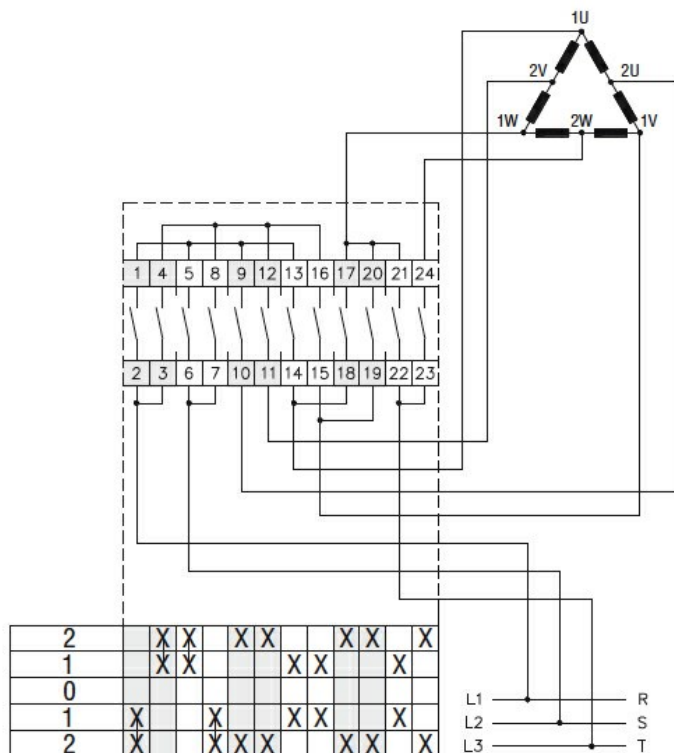 1U
2V 2U
1W 2W 1V
1 4 5 8 9 12 13 16 17 20 21 24
2 3 6 7 10 11 14 15 18 19 22 23
2 X X X X X X X
1 X X X X X
0
1 X X X X X
2 X X X X X X X
L1 R
L2 S
L3 T